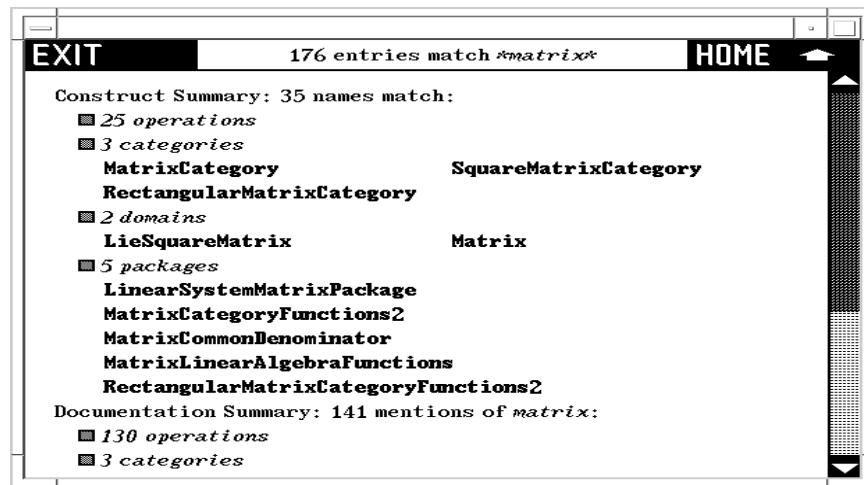 EXIT 176 entries match *matrix* HOME
Construct Summary: 35 names match:
25 operations
3 categories
MatrixCategory SquareMatrixCategory
RectangularMatrixCategory
2 domains
LieSquareMatrix Matrix
5 packages
LinearSystemMatrixPackage
MatrixCategoryFunctions2
MatrixCommonDenominator
MatrixLinearAlgebraFunctions
RectangularMatrixCategoryFunctions2
Documentation Summary: 141 mentions of matrix:
130 operations
3 categories